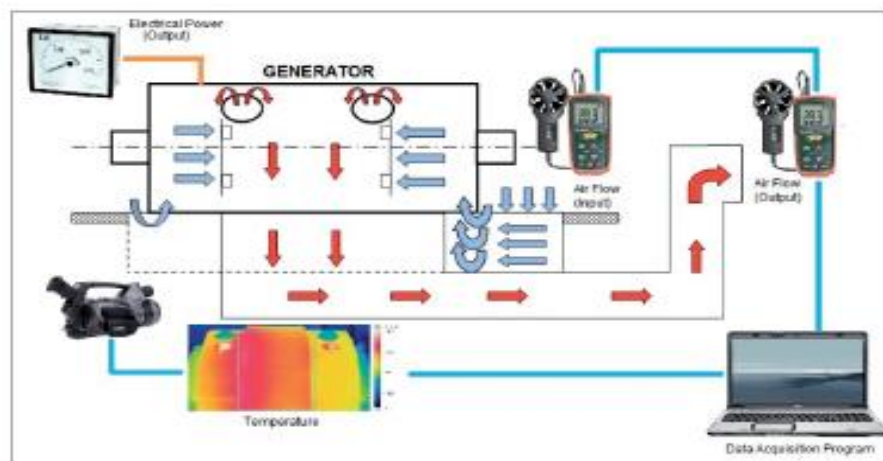 Electrical Power
(Output)
GENERATOR
Air Flow
(Input)
Air Flow
(Output)
Temperature
Data Acquisition Program